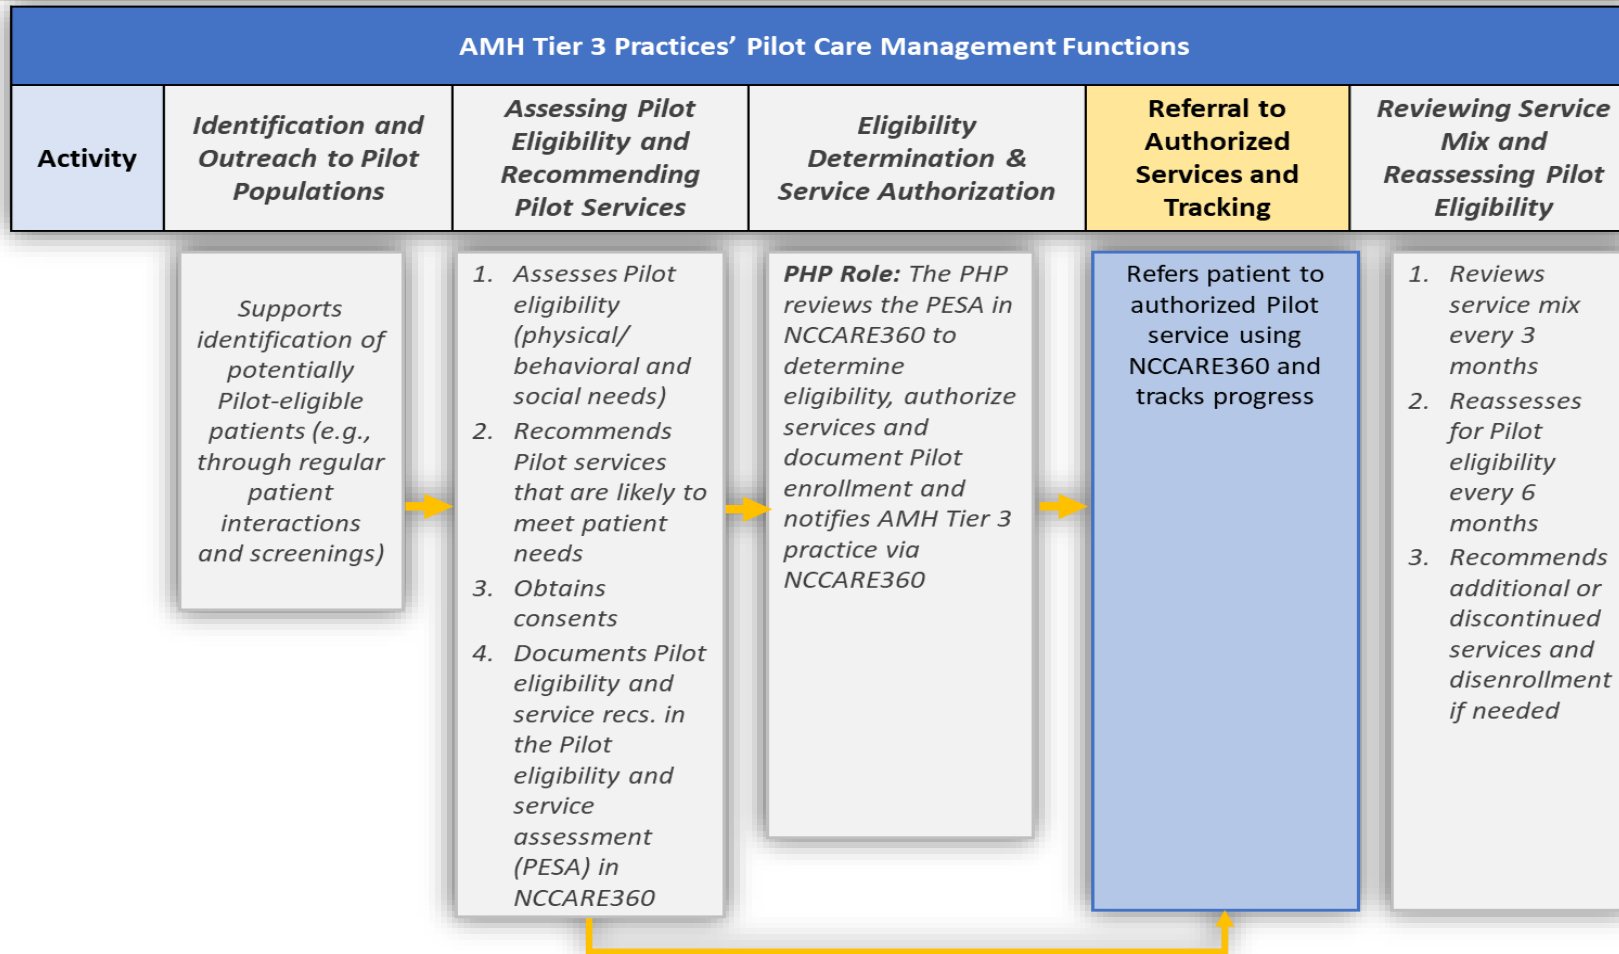 AMH Tier 3 Practices’ Pilot Care Management Functions
Activity
Identification and
Outreach to Pilot
Populations
Assessing Pilot
Eligibility and
Recommending
Pilot Services
Eligibility
Determination &
Service Authorization
Referral to
Authorized
Services and
Tracking
Reviewing Service
Mix and
Reassessing Pilot
Eligibility
Supports
identification of
potentially
Pilot-eligible
patients (e.g.,
through regular
patient
interactions
and screenings)
1. Assesses Pilot
eligibility
(physical/
behavioral and
social needs)
2. Recommends
Pilot services
that are likely to
meet patient
needs
3. Obtains
consents
4. Documents Pilot
eligibility and
service recs. in
the Pilot
eligibility and
service
assessment
(PESA) in
NCCARE360
PHP Role: The PHP
reviews the PESA in
NCCARE360 to
determine
eligibility, authorize
services and
document Pilot
enrollment and
notifies AMH Tier 3
practice via
NCCARE360
Refers patient to
authorized Pilot
service using
NCCARE360 and
tracks progress
1. Reviews
service mix
every 3
months
2. Reassesses
for Pilot
eligibility
every 6
months
3. Recommends
additional or
discontinued
services and
disenrollment
if needed